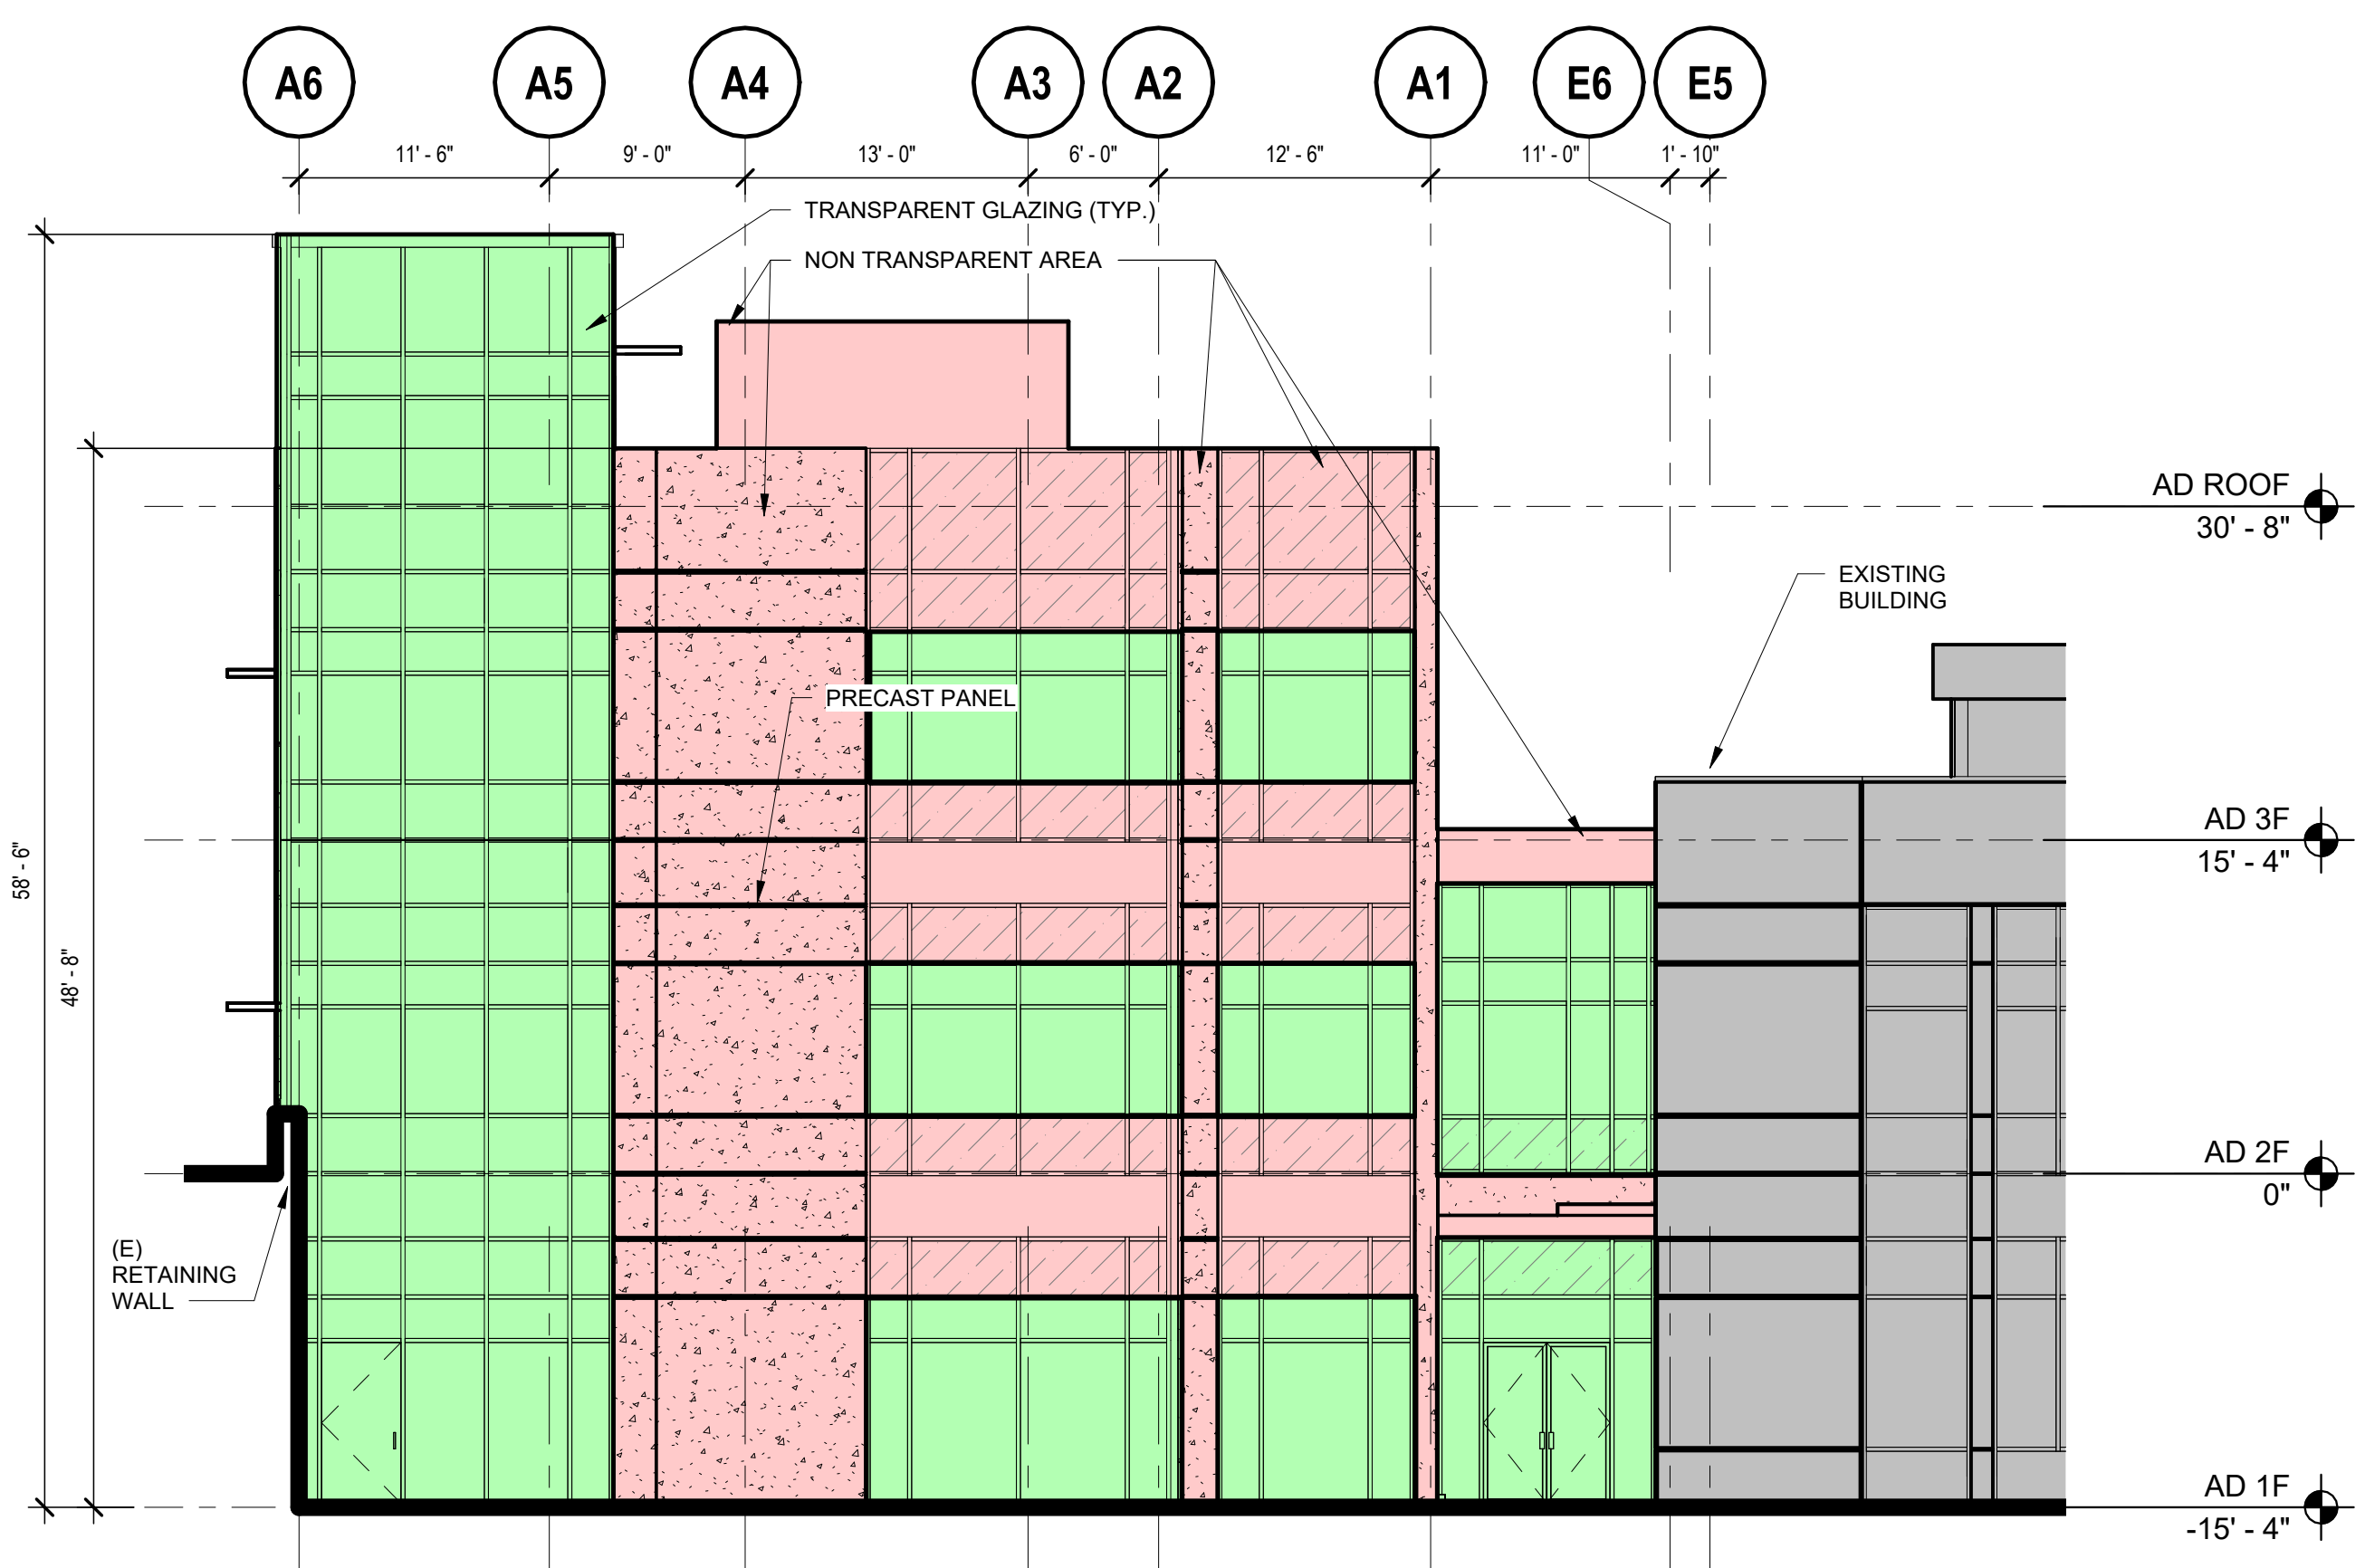 A6 A5 A4 A3 A2 A1 E6 E5
11' - 6" 9' - 0" 13' - 0" 6' - 0" 12' - 6" 11' - 0" 1' - 10"
TRANSPARENT GLAZING (TYP.)
NON TRANSPARENT AREA
AD ROOF
30' - 8"
EXISTING
BUILDING
PRECAST PANEL
AD 3F
15' - 4"
58' - 6"
48' - 8"
AD 2F
0"
(E)
RETAINING
WALL
AD 1F
-15' - 4"